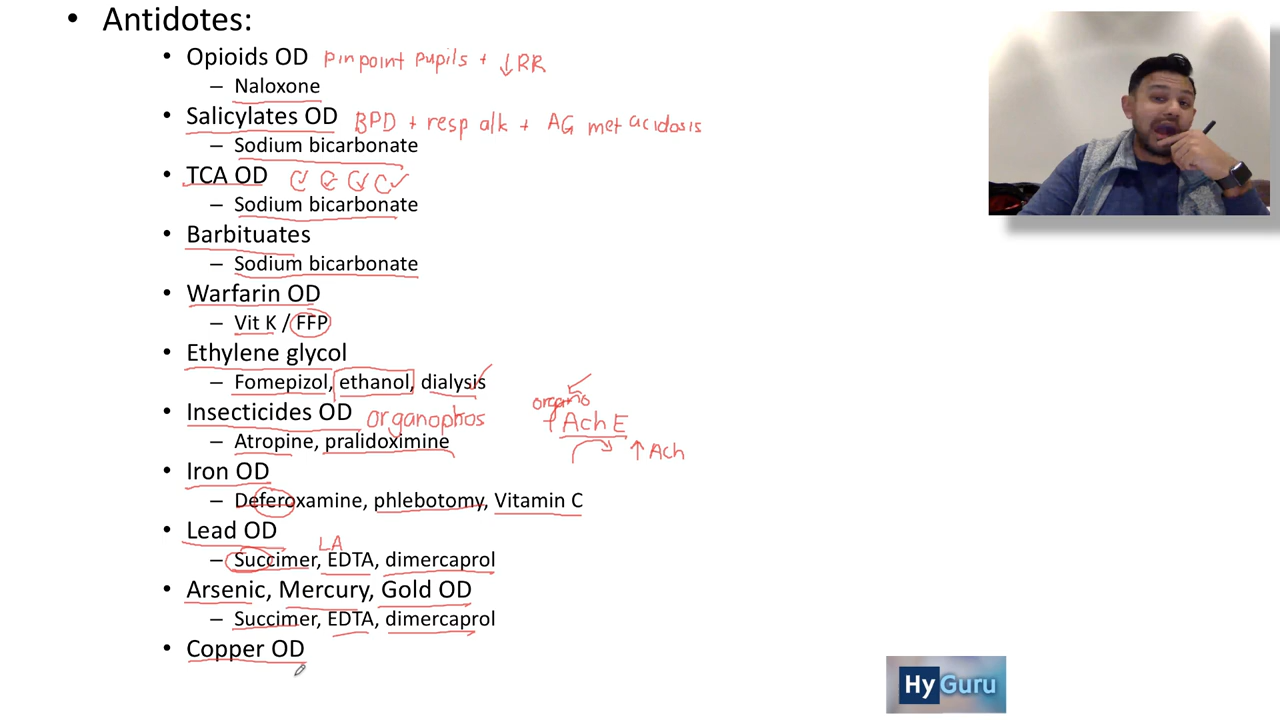 • Antidotes:
• Opioids OD pinpoint pupils + ↓RR
– Naloxone
• Salicylates OD BPD + resp alk + AG met acidosis
– Sodium bicarbonate
• TCA OD C C C C
– Sodium bicarbonate
• Barbituates
– Sodium bicarbonate
• Warfarin OD
– Vit K / FFP
• Ethylene glycol
– Fomepizol, ethanol, dialysis
• Insecticides OD organophos organo AchE
– Atropine, pralidoximine ↑ Ach
• Iron OD
– Deferoxamine, phlebotomy, Vitamin C
• Lead OD LA
– Succimer, EDTA, dimercaprol
• Arsenic, Mercury, Gold OD
– Succimer, EDTA, dimercaprol
• Copper OD
HyGuru